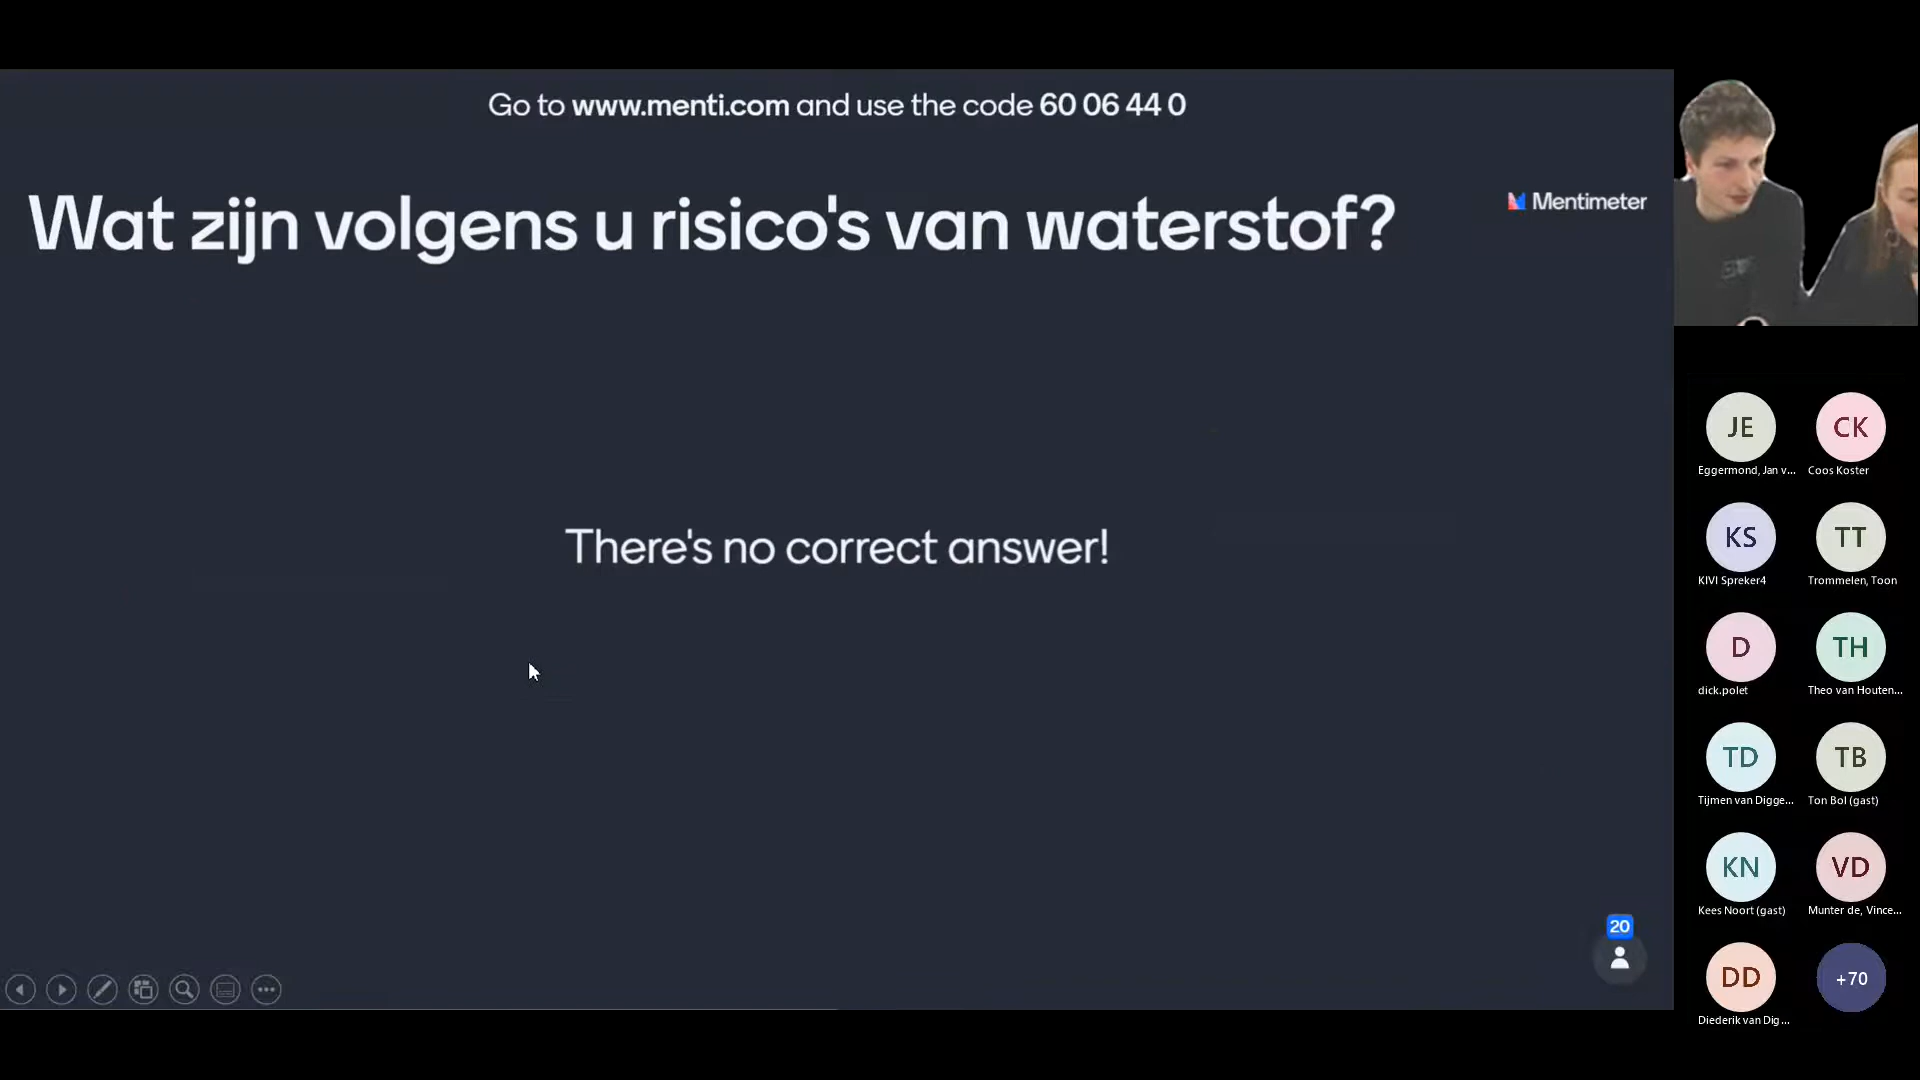 Go to www.menti.com and use the code 60 06 44 0
Wat zijn volgens u risico's van waterstof?
Mentimeter
There's no correct answer!
20
JE
CK
Eggermond, Jan v...
Coos Koster
KS
TT
KIVI Spreker4
Trommelen, Toon
D
TH
dick.polet
Theo van Houten...
TD
TB
Tijmen van Digge...
Ton Bol (gast)
KN
VD
Kees Noort (gast)
Munter de, Vince...
DD
+70
Diederik van Dig...